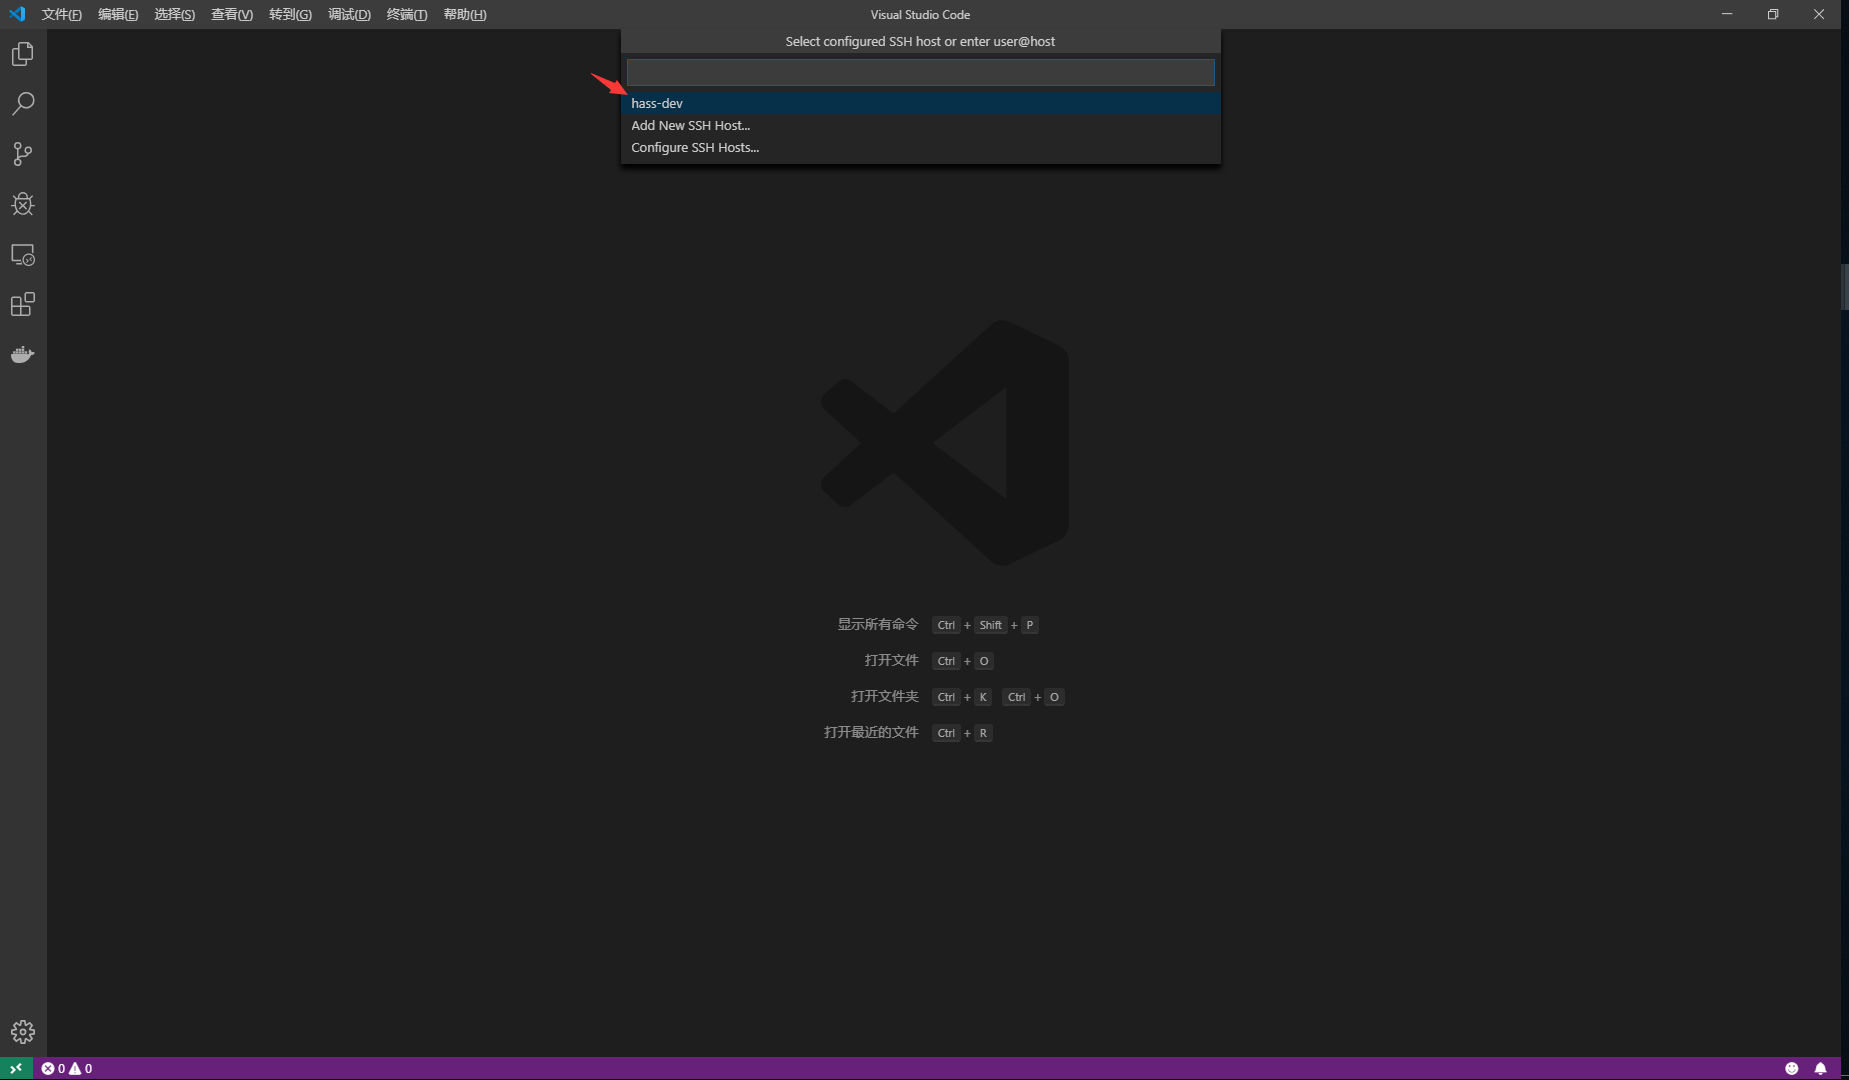 文件(F) 编辑(E) 选择(S) 查看(V) 转到(G) 调试(D) 终端(T) 帮助(H) Visual Studio Code
Select configured SSH host or enter user@host
hass-dev
Add New SSH Host...
Configure SSH Hosts...
显示所有命令 Ctrl + Shift + P
打开文件 Ctrl + O
打开文件夹 Ctrl + K Ctrl + O
打开最近的文件 Ctrl + R
0 0